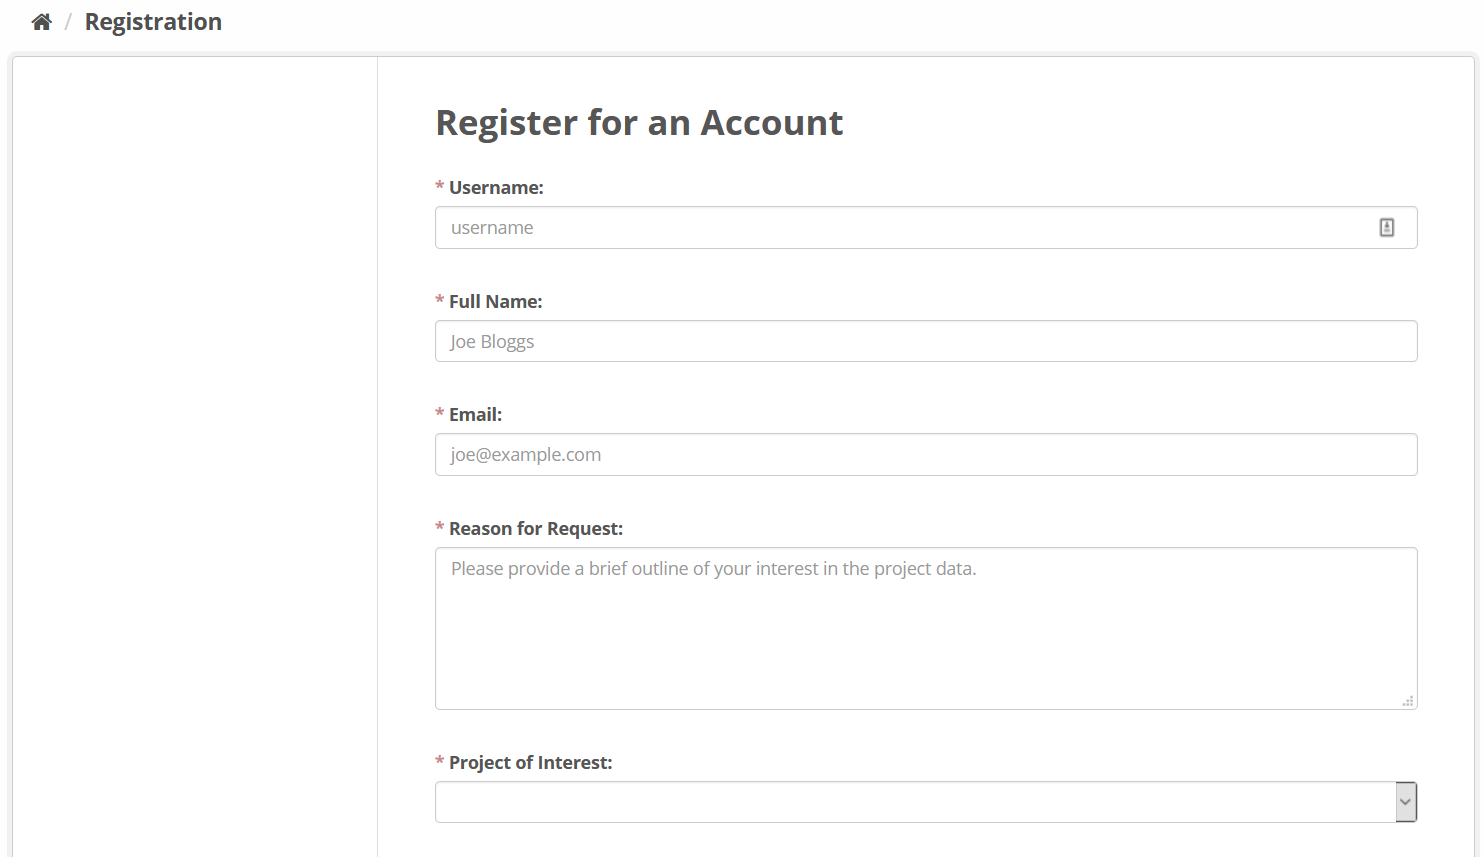 / Registration
Register for an Account
* Username:
username
* Full Name:
Joe Bloggs
* Email:
joe@example.com
* Reason for Request:
Please provide a brief outline of your interest in the project data.
* Project of Interest: